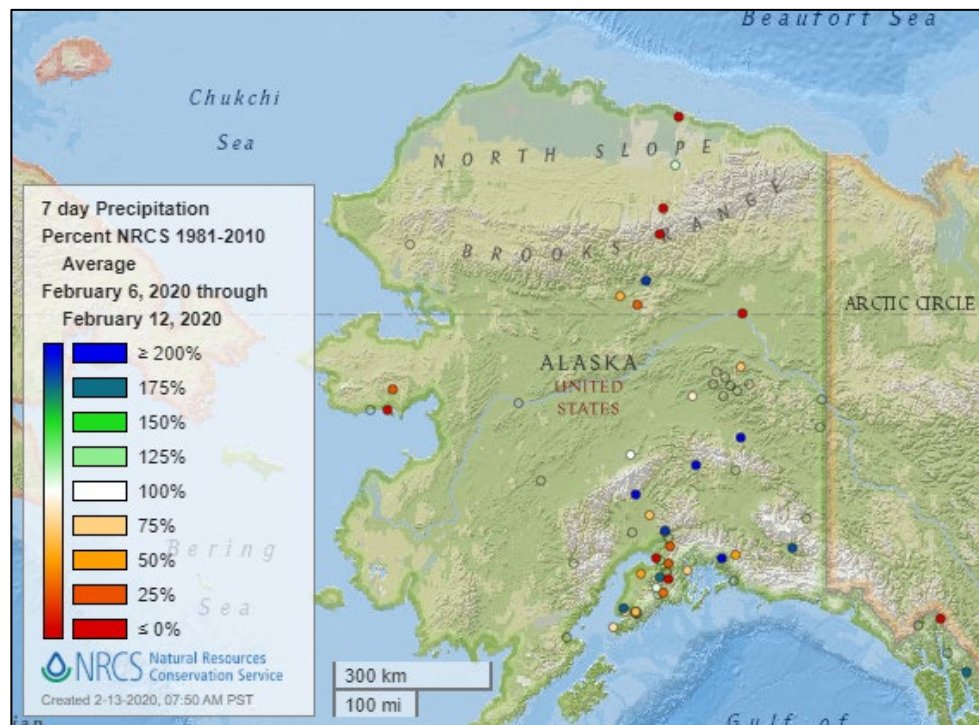 Beaufort Sea
Chukchi
Sea
NORTH SLOPE
BROOKS RANGE
ARCTIC CIRCLE
ALASKA
UNITED
STATES
7 day Precipitation
Percent NRCS 1981-2010
Average
February 6, 2020 through
February 12, 2020
≥ 200%
175%
150%
125%
100%
75%
50%
25%
≤ 0%
Bering
Sea
NRCS Natural Resources
Conservation Service
Created 2-13-2020, 07:50 AM PST
300 km
100 mi
Gulf of